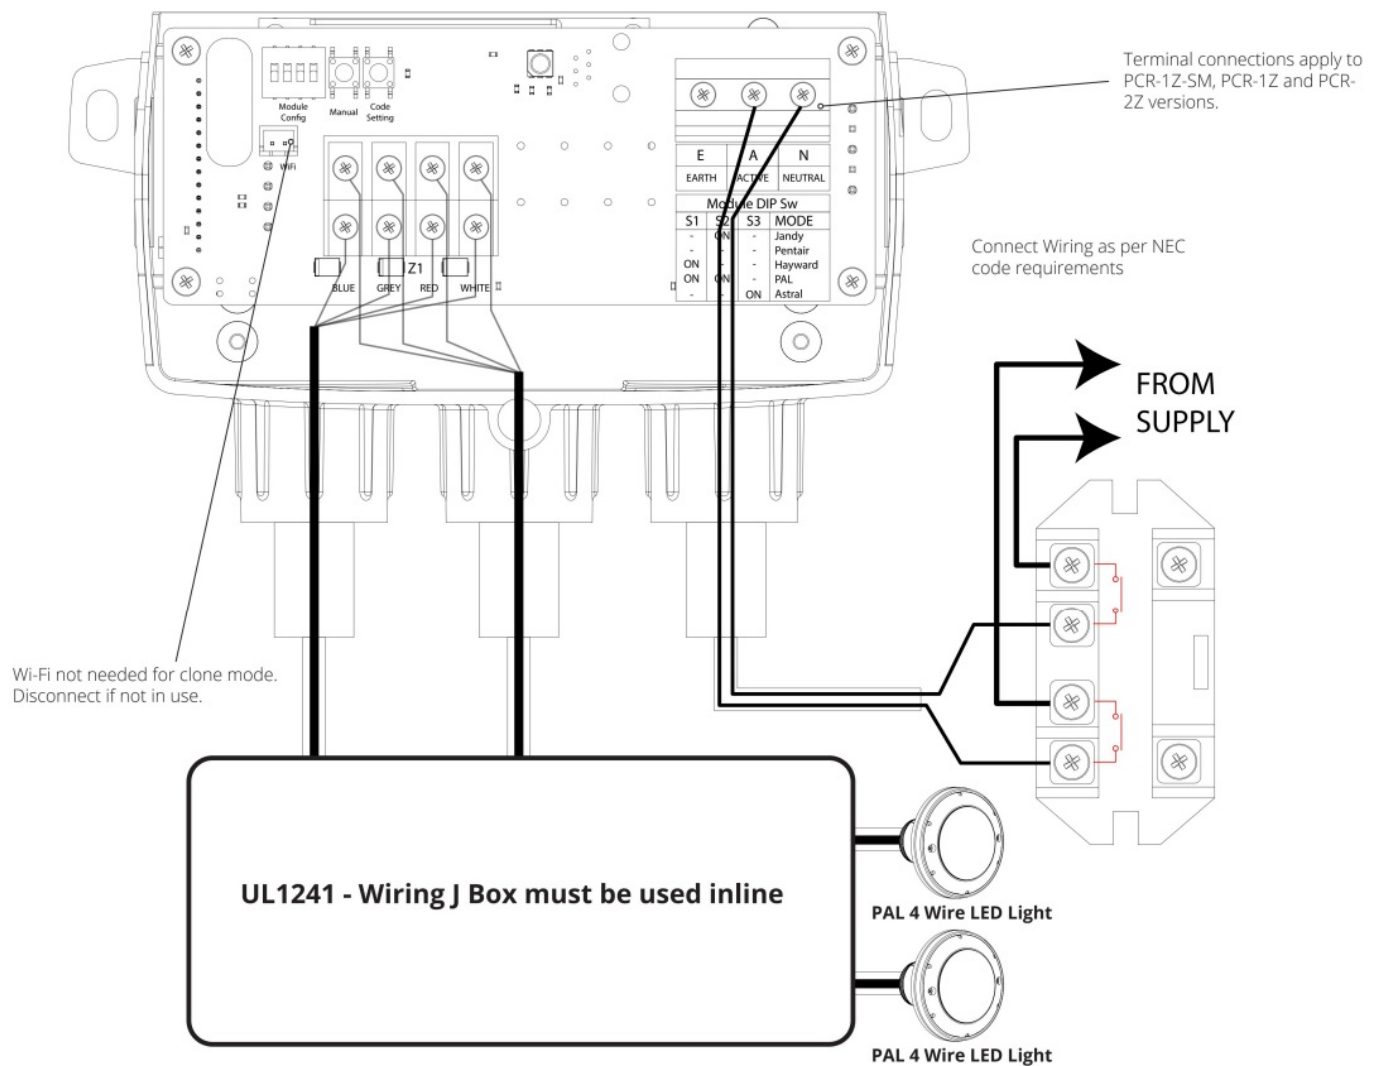 Terminal connections apply to
PCR-1Z-SM, PCR-1Z and PCR-
2Z versions.
Module
Config
Manual
Code
Setting
WiFi
E A N
EARTH ACTIVE NEUTRAL
Module DIP Sw
S1 S2 S3 MODE
- ON - Jandy
- - - Pentair
ON - - Hayward
ON ON - PAL
- - ON Astral
Z1
BLUE GREY RED WHITE
Connect Wiring as per NEC
code requirements
FROM
SUPPLY
Wi-Fi not needed for clone mode.
Disconnect if not in use.
UL1241 - Wiring J Box must be used inline
PAL 4 Wire LED Light
PAL 4 Wire LED Light